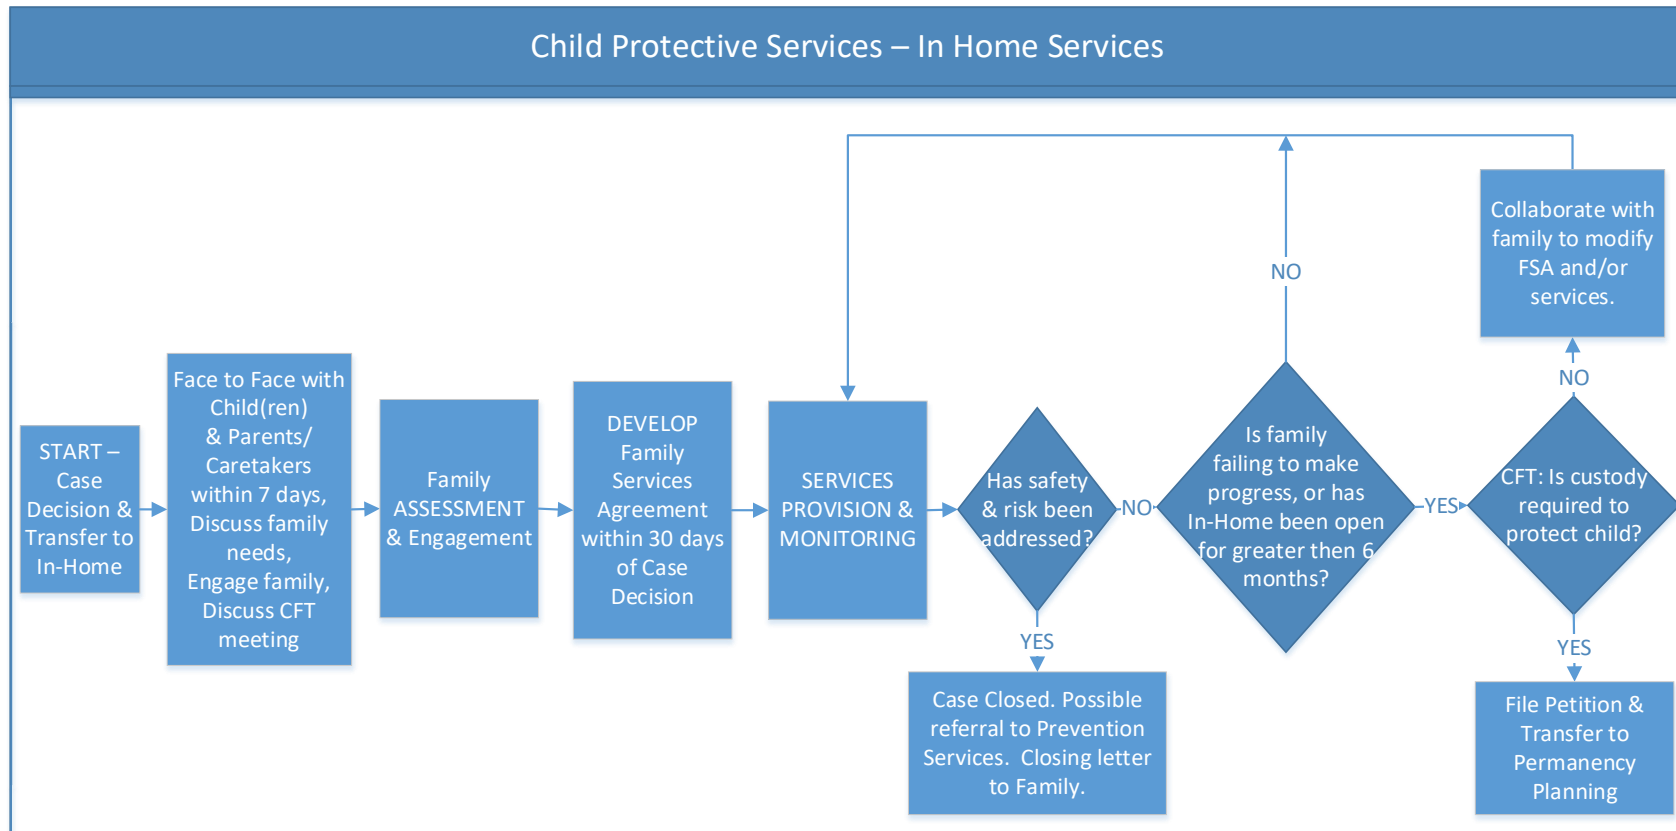 Child Protective Services – In Home Services
START –
Case
Decision &
Transfer to
In-Home
Face to Face with
Child(ren)
& Parents/
Caretakers
within 7 days,
Discuss family
needs,
Engage family,
Discuss CFT
meeting
Family
ASSESSMENT
& Engagement
DEVELOP
Family
Services
Agreement
within 30 days
of Case
Decision
SERVICES
PROVISION &
MONITORING
Has safety
& risk been
addressed?
NO
YES
Case Closed. Possible
referral to Prevention
Services.  Closing letter
to Family.
Is family
failing to make
progress, or has
In-Home been open
for greater then 6
months?
NO
YES
CFT: Is custody
required to
protect child?
NO
Collaborate with
family to modify
FSA and/or
services.
YES
File Petition &
Transfer to
Permanency
Planning